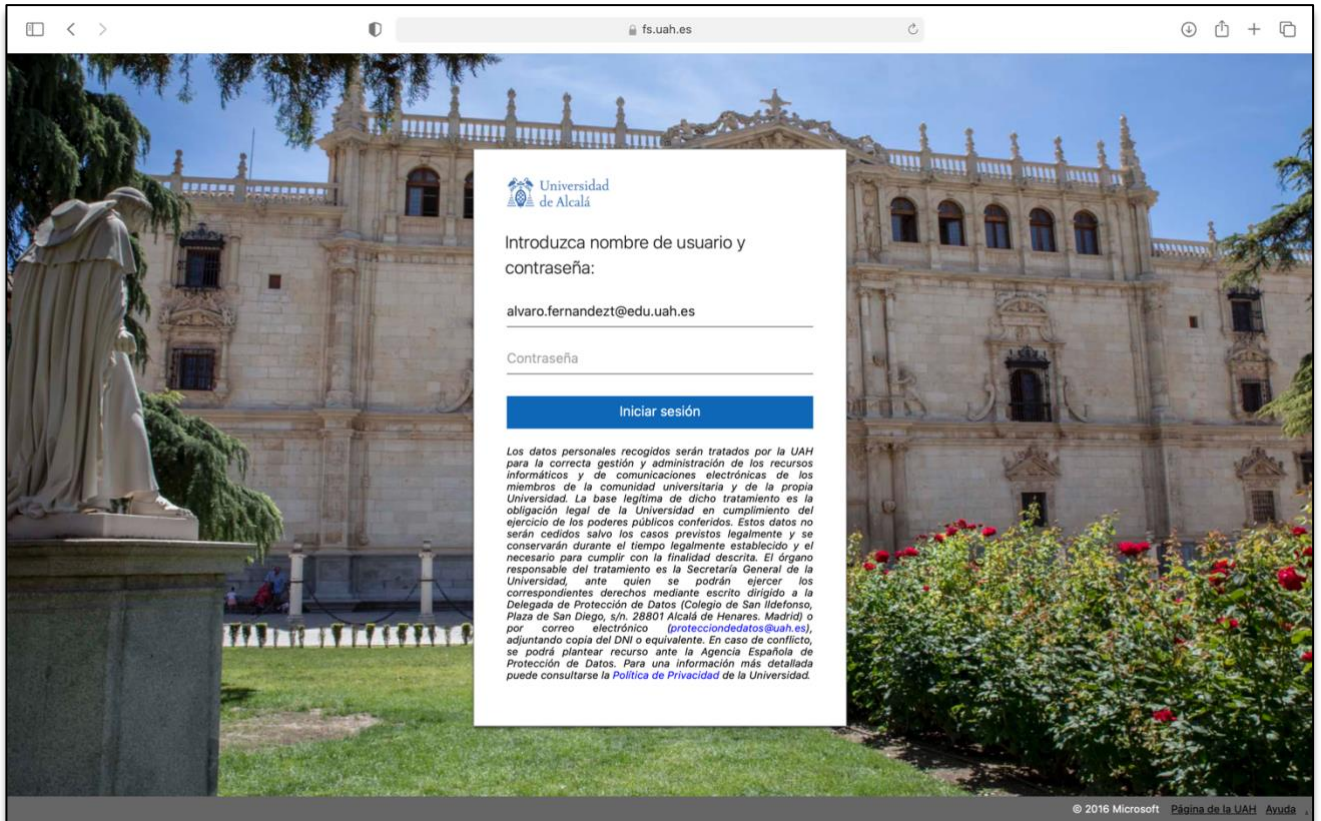 fs.uah.es
Universidad
de Alcalá
Introduzca nombre de usuario y
contraseña:
alvaro.fernandezt@edu.uah.es
Contraseña
Iniciar sesión
Los datos personales recogidos serán tratados por la UAH
para la correcta gestión y administración de los recursos
informáticos y de comunicaciones electrónicas de los
miembros de la comunidad universitaria y de la propia
Universidad. La base legítima de dicho tratamiento es la
obligación legal de la Universidad en cumplimiento del
ejercicio de los poderes públicos conferidos. Estos datos no
serán cedidos salvo los casos previstos legalmente y se
conservarán durante el tiempo legalmente establecido y el
necesario para cumplir con la finalidad descrita. El órgano
responsable del tratamiento es la Secretaría General de la
Universidad, ante quien se podrán ejercer los
correspondientes derechos mediante escrito dirigido a la
Delegada de Protección de Datos (Colegio de San Ildefonso,
Plaza de San Diego, s/n. 28801 Alcalá de Henares. Madrid) o
por correo electrónico (protecciondedatos@uah.es),
adjuntando copia del DNI o equivalente. En caso de conflicto,
se podrá plantear recurso ante la Agencia Española de
Protección de Datos. Para una información más detallada
puede consultarse la Política de Privacidad de la Universidad.
© 2016 Microsoft Página de la UAH Ayuda .